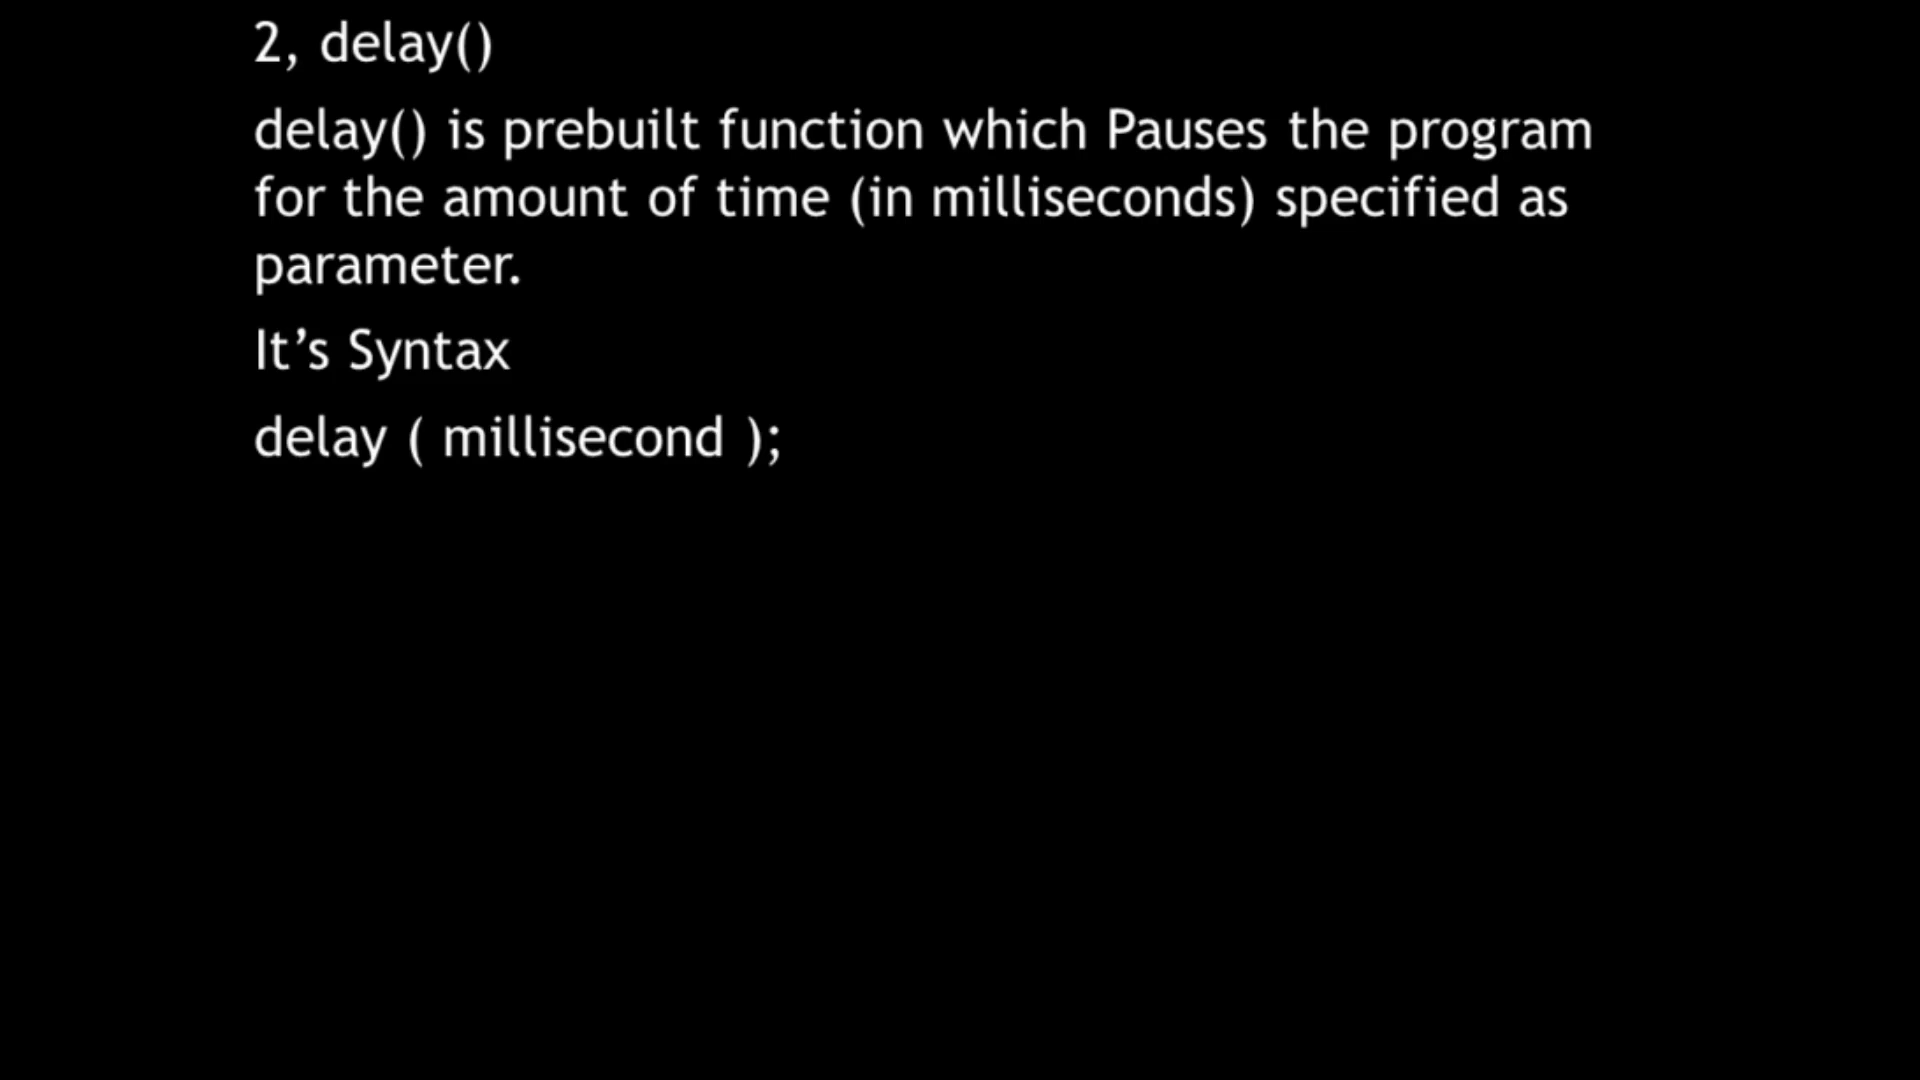 2, delay()
delay() is prebuilt function which Pauses the program
for the amount of time (in milliseconds) specified as
parameter.
It’s Syntax
delay ( millisecond );